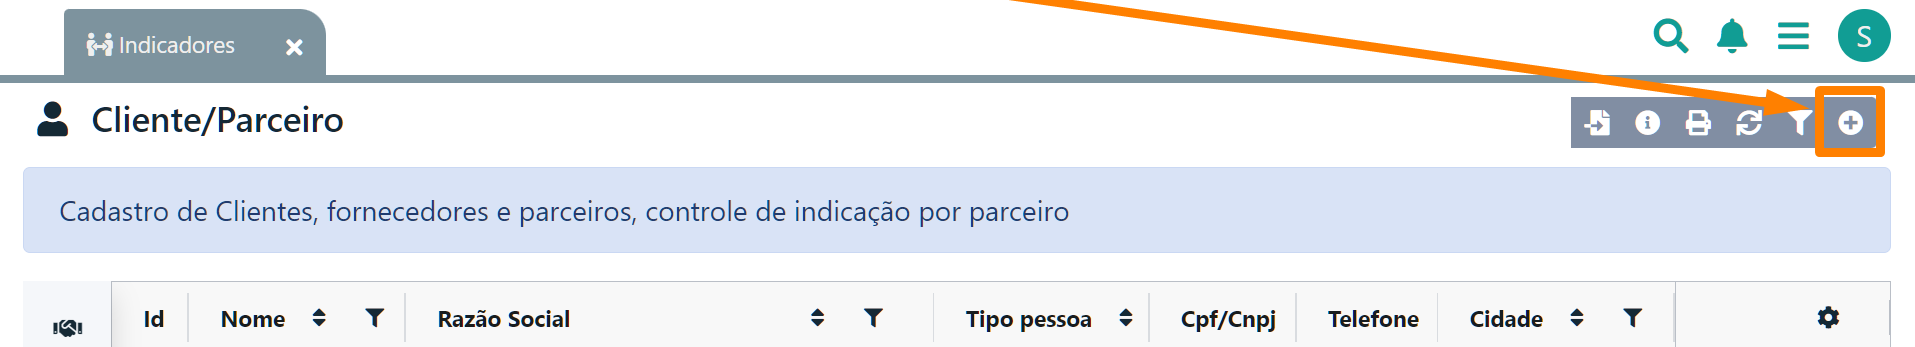 Indicadores
S
Cliente/Parceiro
Cadastro de Clientes, fornecedores e parceiros, controle de indicação por parceiro
Id Nome Razão Social Tipo pessoa Cpf/Cnpj Telefone Cidade